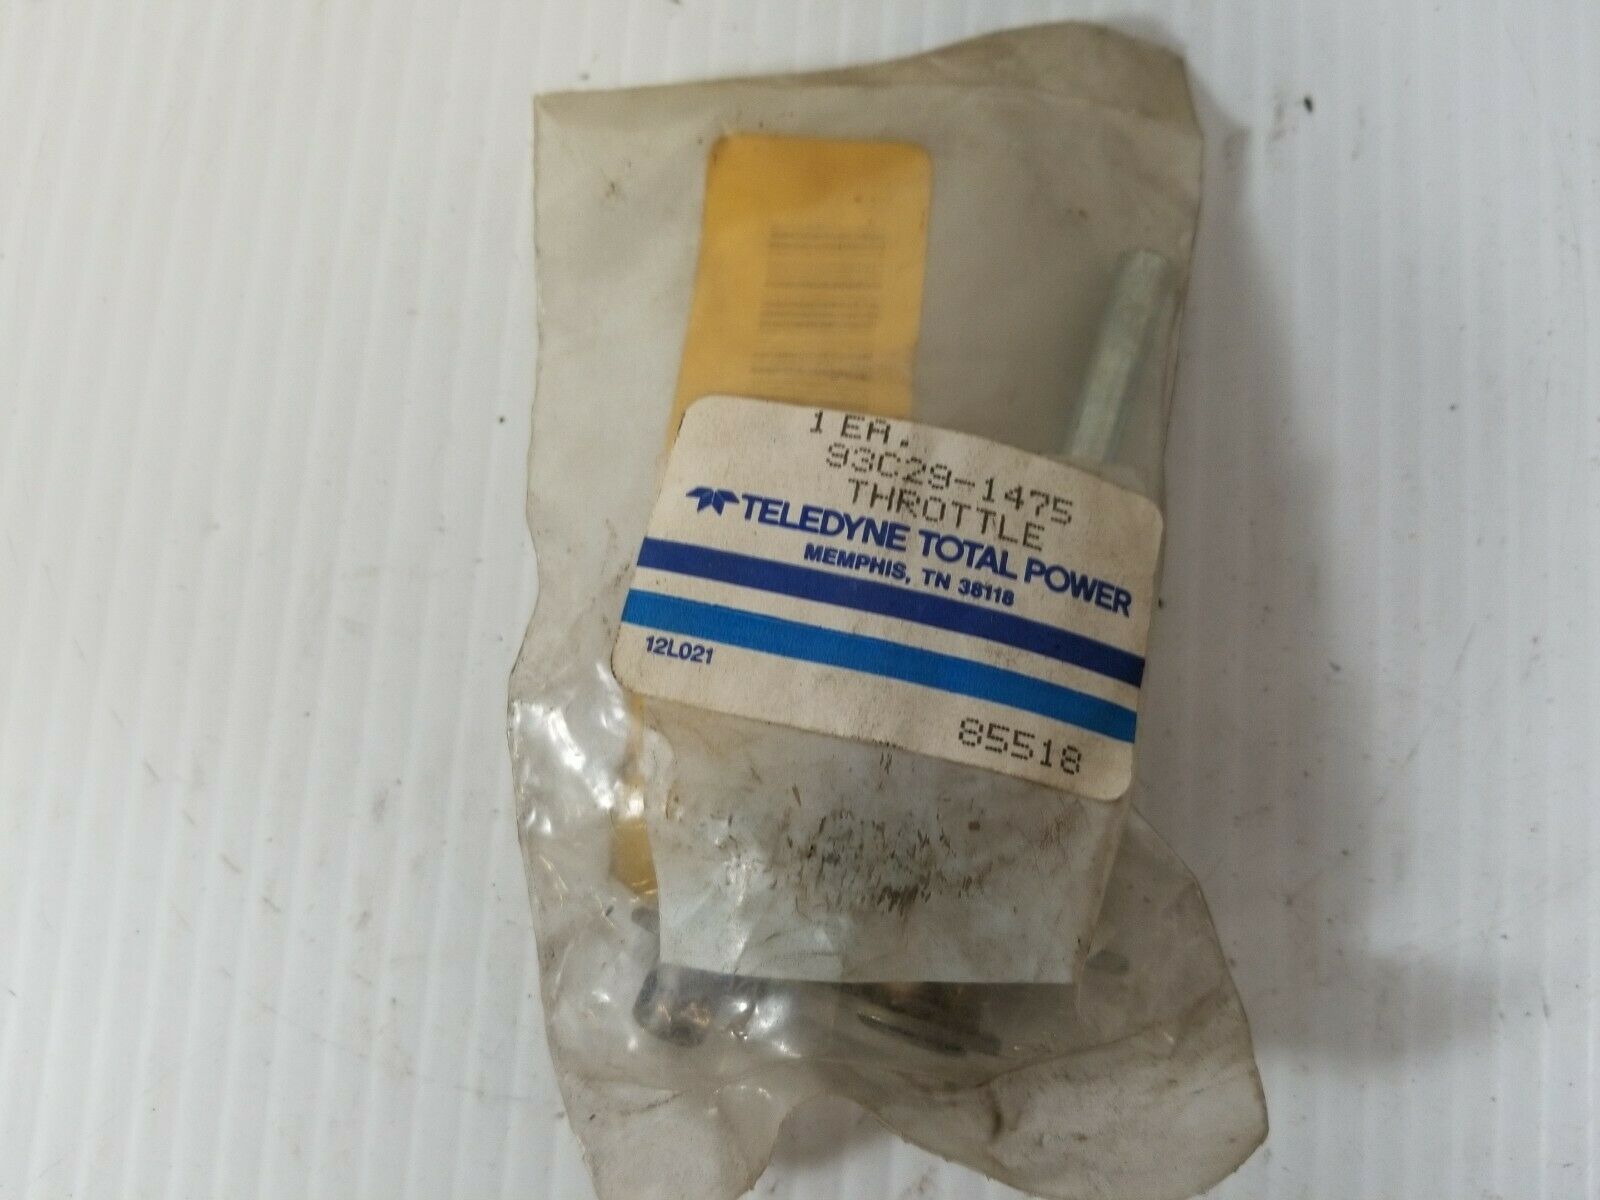 1 EA.
93C29-1475
THROTTLE
TELEDYNE TOTAL POWER
MEMPHIS, TN 38118
12L021
85518